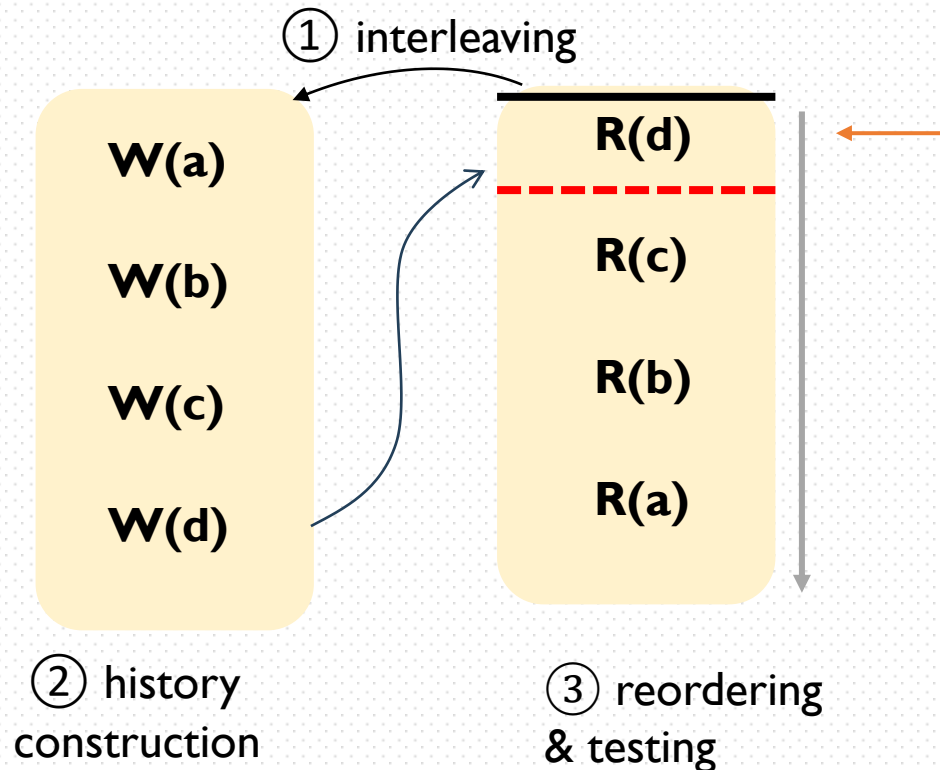 ① interleaving
W(a)
W(b)
W(c)
W(d)
R(d)
R(c)
R(b)
R(a)
② history
construction
③ reordering
& testing